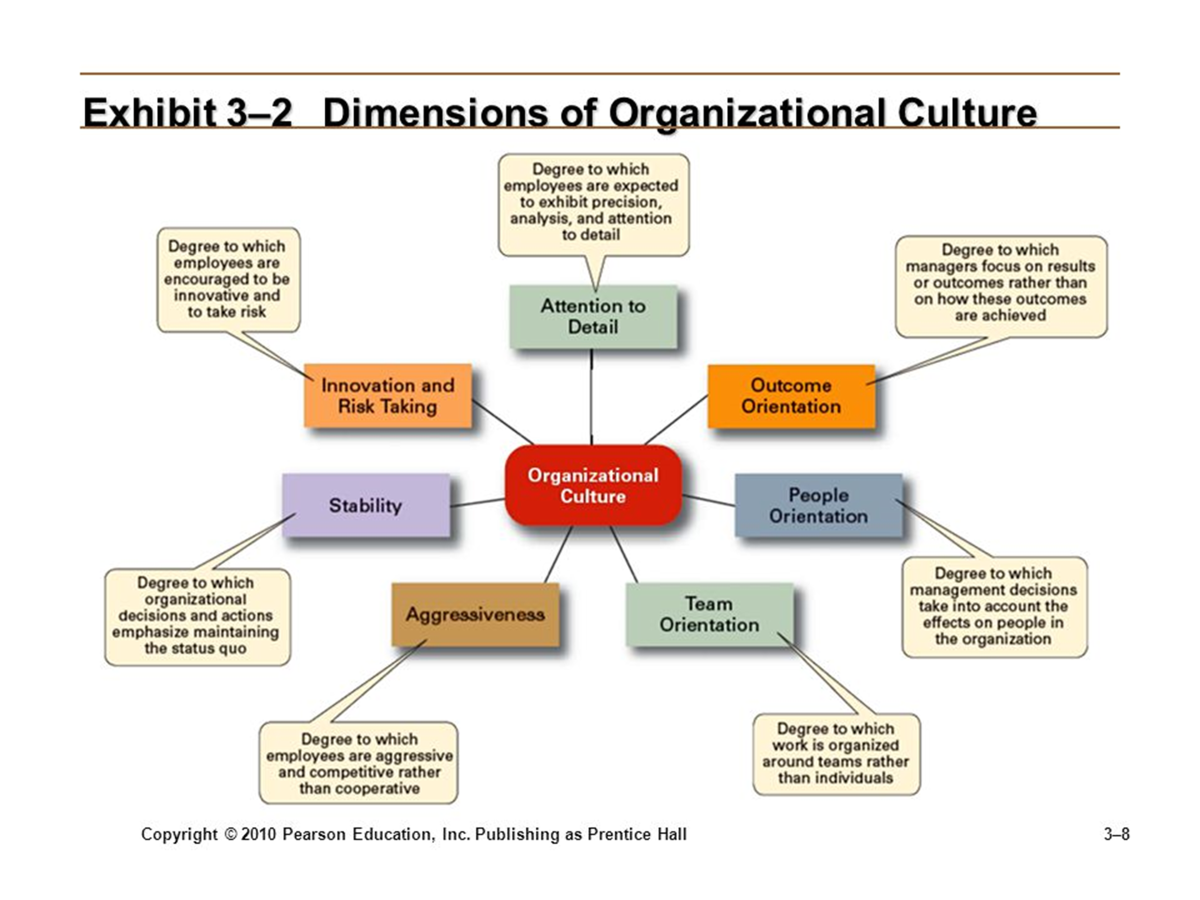 Exhibit 3–2 Dimensions of Organizational Culture
Degree to which
employees are expected
to exhibit precision,
analysis, and attention
to detail
Degree to which
employees are
encouraged to be
innovative and
to take risk
Degree to which
managers focus on results
or outcomes rather than
on how these outcomes
are achieved
Attention to
Detail
Innovation and
Risk Taking
Outcome
Orientation
Organizational
Culture
Stability
People
Orientation
Degree to which
organizational
decisions and actions
emphasize maintaining
the status quo
Aggressiveness
Team
Orientation
Degree to which
management decisions
take into account the
effects on people in
the organization
Degree to which
employees are aggressive
and competitive rather
than cooperative
Degree to which
work is organized
around teams rather
than individuals
Copyright © 2010 Pearson Education, Inc. Publishing as Prentice Hall
3–8